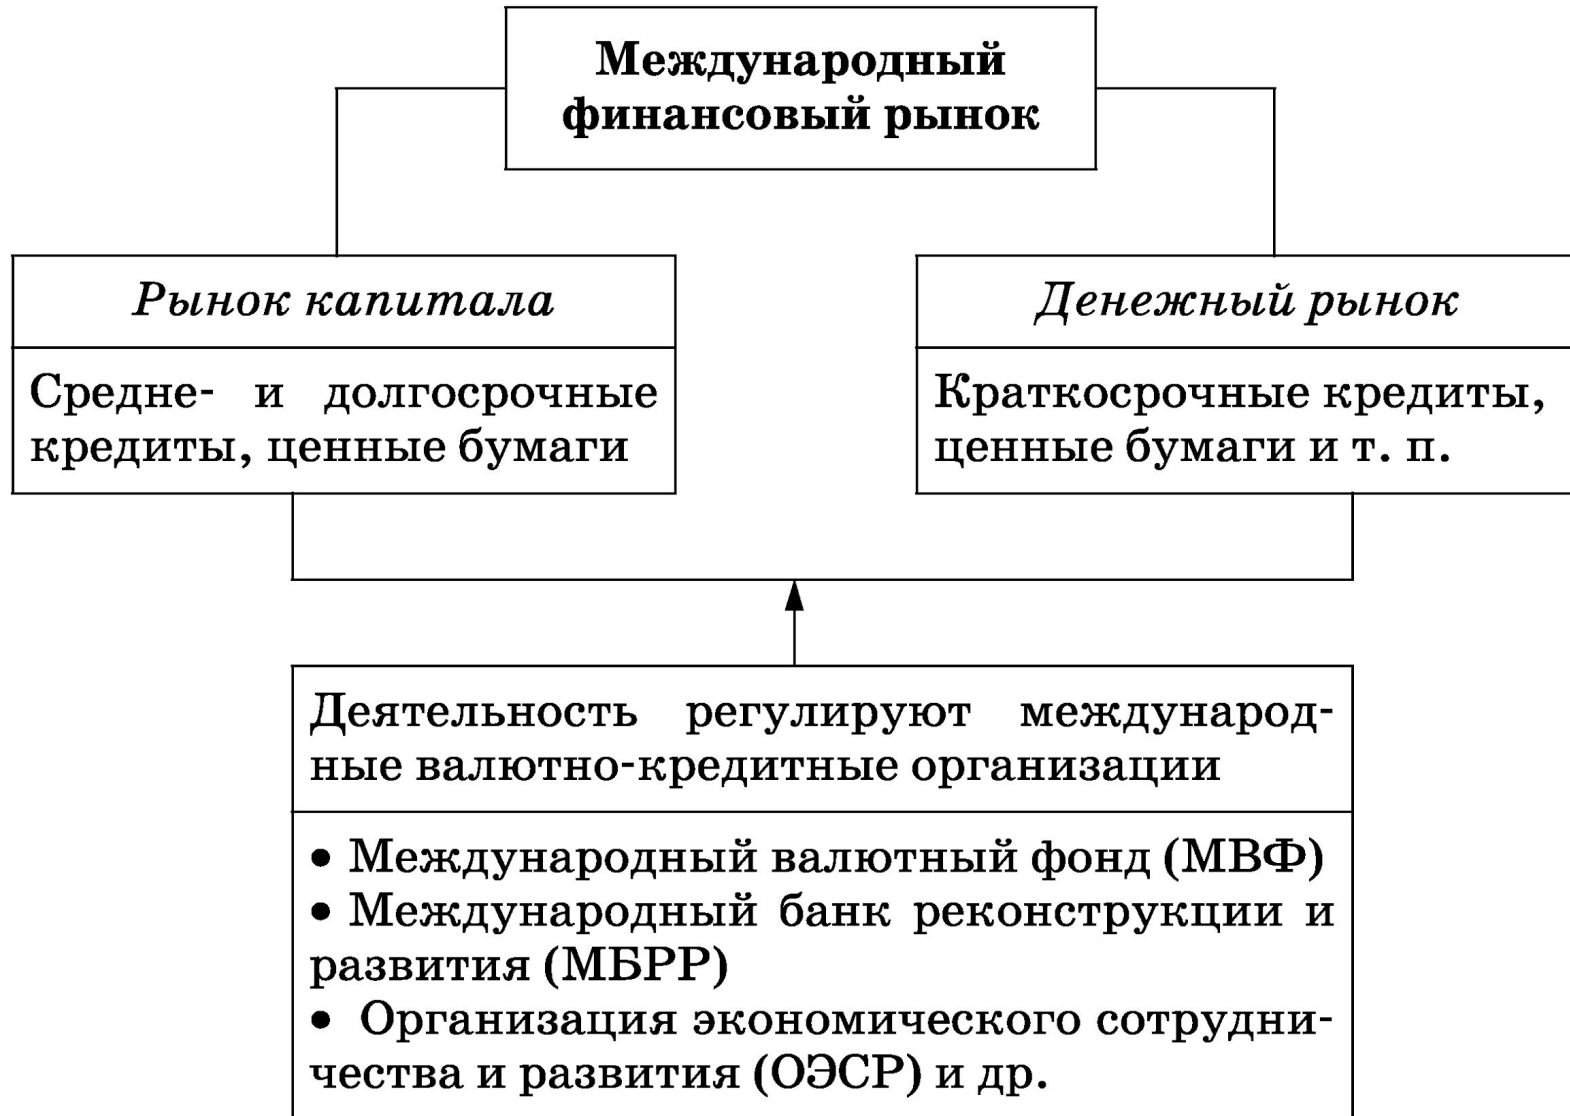 Международный
финансовый рынок
Рынок капитала
Средне- и долгосрочные
кредиты, ценные бумаги
Денежный рынок
Краткосрочные кредиты,
ценные бумаги и т. п.
Деятельность регулируют международ-
ные валютно-кредитные организации
• Международный валютный фонд (МВФ)
• Международный банк реконструкции и
развития (МБРР)
• Организация экономического сотрудни-
чества и развития (ОЭСР) и др.